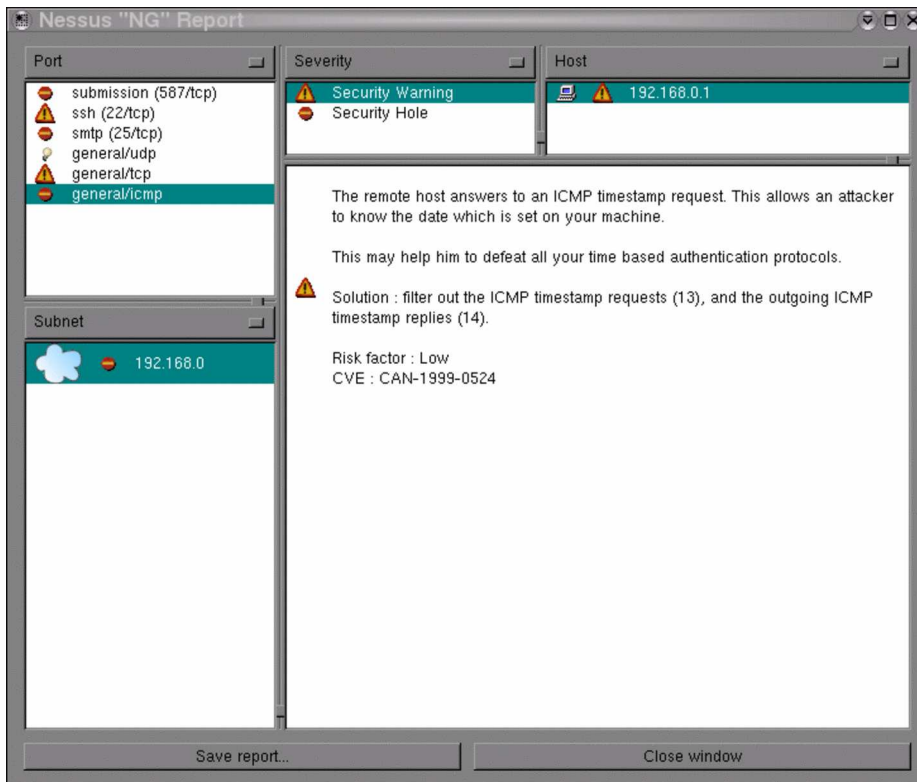 Nessus "NG" Report
Port
submission (587/tcp)
ssh (22/tcp)
smtp (25/tcp)
general/udp
general/tcp
general/icmp
Subnet
192.168.0
Severity
Security Warning
Security Hole
Host
192.168.0.1
The remote host answers to an ICMP timestamp request. This allows an attacker
to know the date which is set on your machine.
This may help him to defeat all your time based authentication protocols.
Solution : filter out the ICMP timestamp requests (13), and the outgoing ICMP
timestamp replies (14).
Risk factor : Low
CVE : CAN-1999-0524
Save report...
Close window